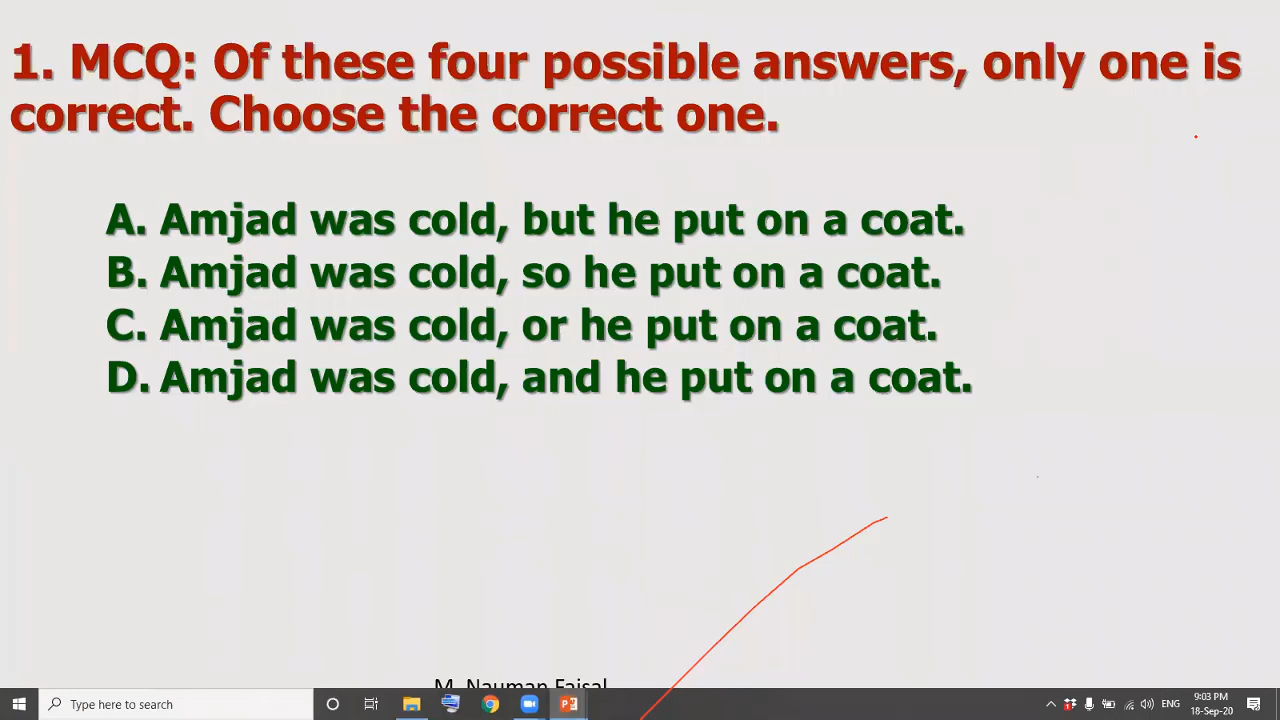 1. MCQ: Of these four possible answers, only one is
correct. Choose the correct one.
A. Amjad was cold, but he put on a coat.
B. Amjad was cold, so he put on a coat.
C. Amjad was cold, or he put on a coat.
D. Amjad was cold, and he put on a coat.
M. Nauman Faisal
Type here to search
ENG
9:03 PM
18-Sep-20